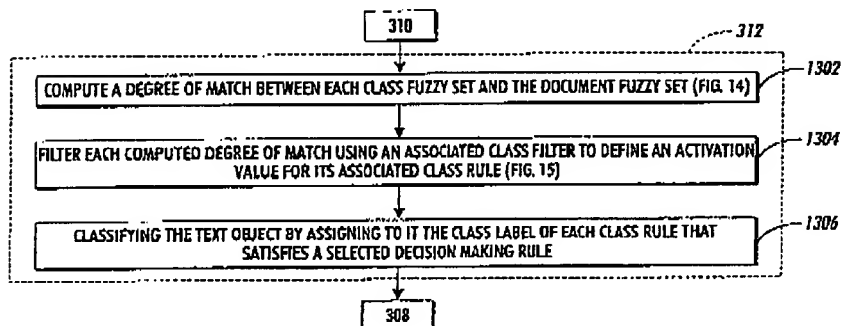 310
312
COMPUTE A DEGREE OF MATCH BETWEEN EACH CLASS FUZZY SET AND THE DOCUMENT FUZZY SET (FIG. 14)
1302
FILTER EACH COMPUTED DEGREE OF MATCH USING AN ASSOCIATED CLASS FILTER TO DEFINE AN ACTIVATION
VALUE FOR ITS ASSOCIATED CLASS RULE (FIG. 15)
1304
CLASSIFYING THE TEXT OBJECT BY ASSIGNING TO IT THE CLASS LABEL OF EACH CLASS RULE THAT
SATISFIES A SELECTED DECISION MAKING RULE
1306
308